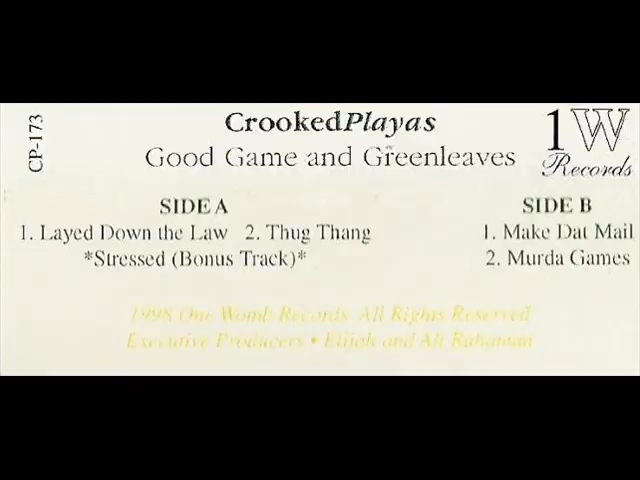 CP-173
CrookedPlayas
Good Game and Greenleaves
1W
Records
SIDE A
1. Layed Down the Law 2. Thug Thang
*Stressed (Bonus Track)*
SIDE B
1. Make Dat Mail
2. Murda Games
1998 One Womb Records. All Rights Reserved
Executive Producers • Elijoh and Ali Rahaman